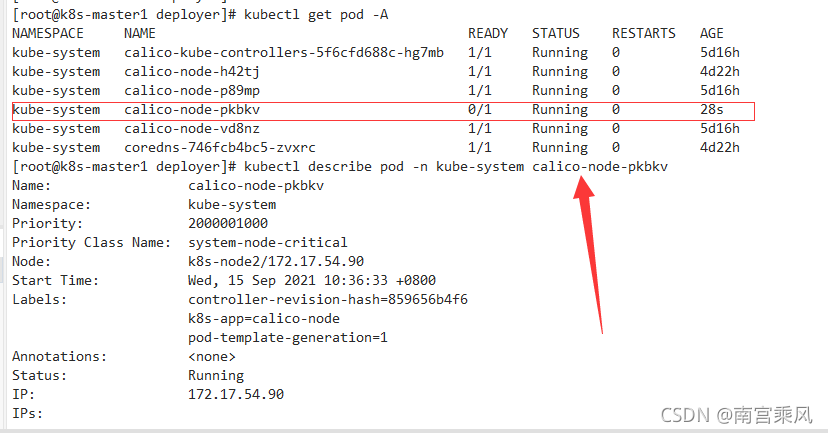 [root@k8s-master1 deployer]# kubectl get pod -A
NAMESPACE NAME READY STATUS RESTARTS AGE
kube-system calico-kube-controllers-5f6cfd688c-hg7mb 1/1 Running 0 5d16h
kube-system calico-node-h42tj 1/1 Running 0 4d22h
kube-system calico-node-p89mp 1/1 Running 0 5d16h
kube-system calico-node-pkbkv 0/1 Running 0 28s
kube-system calico-node-vd8nz 1/1 Running 0 5d16h
kube-system coredns-746fcb4bc5-zvxrc 1/1 Running 0 4d22h
[root@k8s-master1 deployer]# kubectl describe pod -n kube-system calico-node-pkbkv
Name: calico-node-pkbkv
Namespace: kube-system
Priority: 2000001000
Priority Class Name: system-node-critical
Node: k8s-node2/172.17.54.90
Start Time: Wed, 15 Sep 2021 10:36:33 +0800
Labels: controller-revision-hash=859656b4f6
k8s-app=calico-node
pod-template-generation=1
Annotations: <none>
Status: Running
IP: 172.17.54.90
IPs:
CSDN @南宫乘风